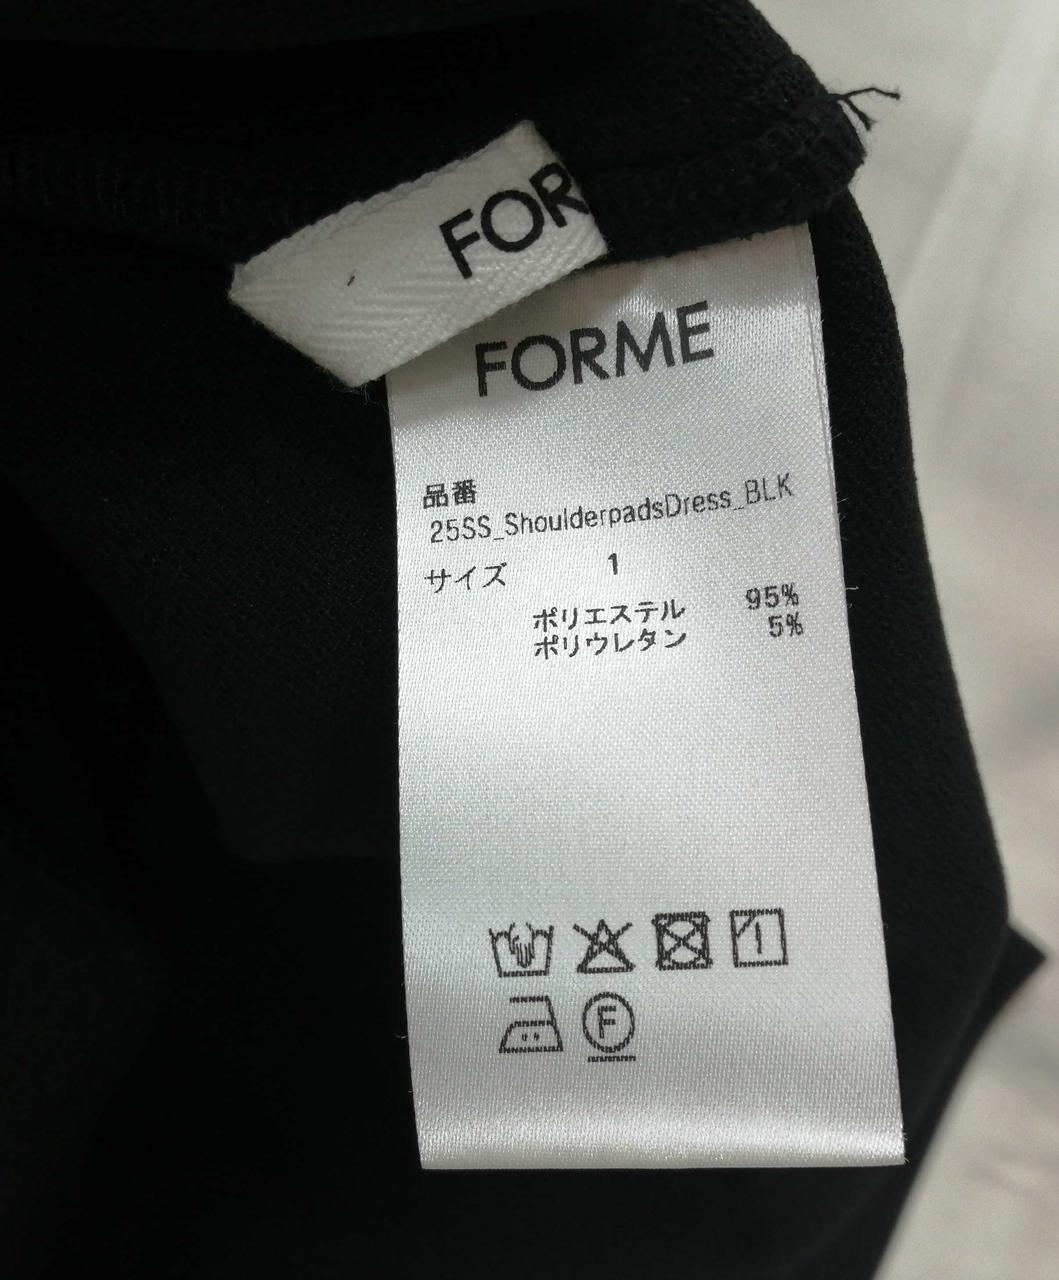 FOR
FORME
品番
25SS_ShoulderpadsDress_BLK
サイズ 1
ポリエステル 95%
ポリウレタン 5%
F